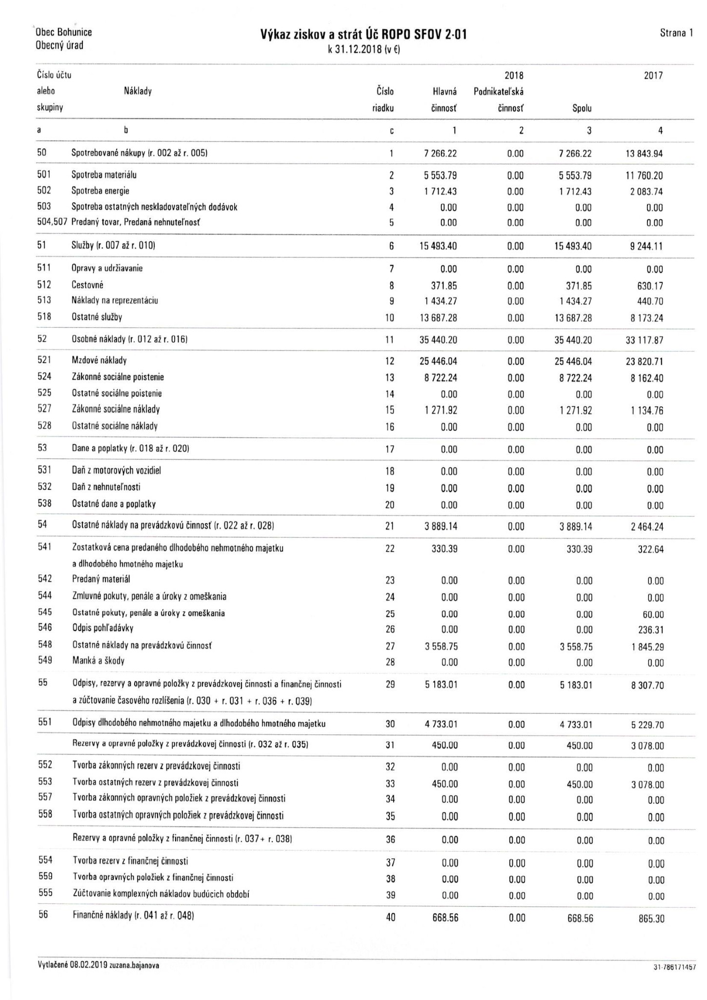 Obec Bohunice
Obecný úrad
Výkaz ziskov a strát Úč ROPO SFOV 2-01
k 31.12.2018 (v €)
Strana 1
Číslo účtu 2018 2017
alebo Náklady Číslo Hlavná Podnikateľská
skupiny riadku činnosť činnosť Spolu
a b c 1 2 3 4
50 Spotrebované nákupy (r. 002 až r. 005) 1 7 266.22 0.00 7 266.22 13 843.94
501 Spotreba materiálu 2 5 553.79 0.00 5 553.79 11 760.20
502 Spotreba energie 3 1 712.43 0.00 1 712.43 2 083.74
503 Spotreba ostatných neskladovateľných dodávok 4 0.00 0.00 0.00 0.00
504,507 Predaný tovar, Predaná nehnuteľnosť 5 0.00 0.00 0.00 0.00
51 Služby (r. 007 až r. 010) 6 15 493.40 0.00 15 493.40 9 244.11
511 Opravy a udržiavanie 7 0.00 0.00 0.00 0.00
512 Cestovné 8 371.85 0.00 371.85 630.17
513 Náklady na reprezentáciu 9 1 434.27 0.00 1 434.27 440.70
518 Ostatné služby 10 13 687.28 0.00 13 687.28 8 173.24
52 Osobné náklady (r. 012 až r. 016) 11 35 440.20 0.00 35 440.20 33 117.87
521 Mzdové náklady 12 25 446.04 0.00 25 446.04 23 820.71
524 Zákonné sociálne poistenie 13 8 722.24 0.00 8 722.24 8 162.40
525 Ostatné sociálne poistenie 14 0.00 0.00 0.00 0.00
527 Zákonné sociálne náklady 15 1 271.92 0.00 1 271.92 1 134.76
528 Ostatné sociálne náklady 16 0.00 0.00 0.00 0.00
53 Dane a poplatky (r. 018 až r. 020) 17 0.00 0.00 0.00 0.00
531 Daň z motorových vozidiel 18 0.00 0.00 0.00 0.00
532 Daň z nehnuteľnosti 19 0.00 0.00 0.00 0.00
538 Ostatné dane a poplatky 20 0.00 0.00 0.00 0.00
54 Ostatné náklady na prevádzkovú činnosť (r. 022 až r. 028) 21 3 889.14 0.00 3 889.14 2 464.24
541 Zostatková cena predaného dlhodobého nehmotného majetku 22 330.39 0.00 330.39 322.64
a dlhodobého hmotného majetku
542 Predaný materiál 23 0.00 0.00 0.00 0.00
544 Zmluvné pokuty, penále a úroky z omeškania 24 0.00 0.00 0.00 0.00
545 Ostatné pokuty, penále a úroky z omeškania 25 0.00 0.00 0.00 60.00
546 Odpis pohľadávky 26 0.00 0.00 0.00 236.31
548 Ostatné náklady na prevádzkovú činnosť 27 3 558.75 0.00 3 558.75 1 845.29
549 Manká a škody 28 0.00 0.00 0.00 0.00
55 Odpisy, rezervy a opravné položky z prevádzkovej činnosti a finančnej činnosti 29 5 183.01 0.00 5 183.01 8 307.70
a zúčtovanie časového rozlíšenia (r. 030 + r. 031 + r. 036 + r. 039)
551 Odpisy dlhodobého nehmotného majetku a dlhodobého hmotného majetku 30 4 733.01 0.00 4 733.01 5 229.70
Rezervy a opravné položky z prevádzkovej činnosti (r. 032 až r. 035) 31 450.00 0.00 450.00 3 078.00
552 Tvorba zákonných rezerv z prevádzkovej činnosti 32 0.00 0.00 0.00 0.00
553 Tvorba ostatných rezerv z prevádzkovej činnosti 33 450.00 0.00 450.00 3 078.00
557 Tvorba zákonných opravných položiek z prevádzkovej činnosti 34 0.00 0.00 0.00 0.00
558 Tvorba ostatných opravných položiek z prevádzkovej činnosti 35 0.00 0.00 0.00 0.00
Rezervy a opravné položky z finančnej činnosti (r. 037+ r. 038) 36 0.00 0.00 0.00 0.00
554 Tvorba rezerv z finančnej činnosti 37 0.00 0.00 0.00 0.00
559 Tvorba opravných položiek z finančnej činnosti 38 0.00 0.00 0.00 0.00
555 Zúčtovanie komplexných nákladov budúcich období 39 0.00 0.00 0.00 0.00
56 Finančné náklady (r. 041 až r. 048) 40 668.56 0.00 668.56 865.30
Vytlačené 08.02.2019 zuzana.bajanova
31-786171457